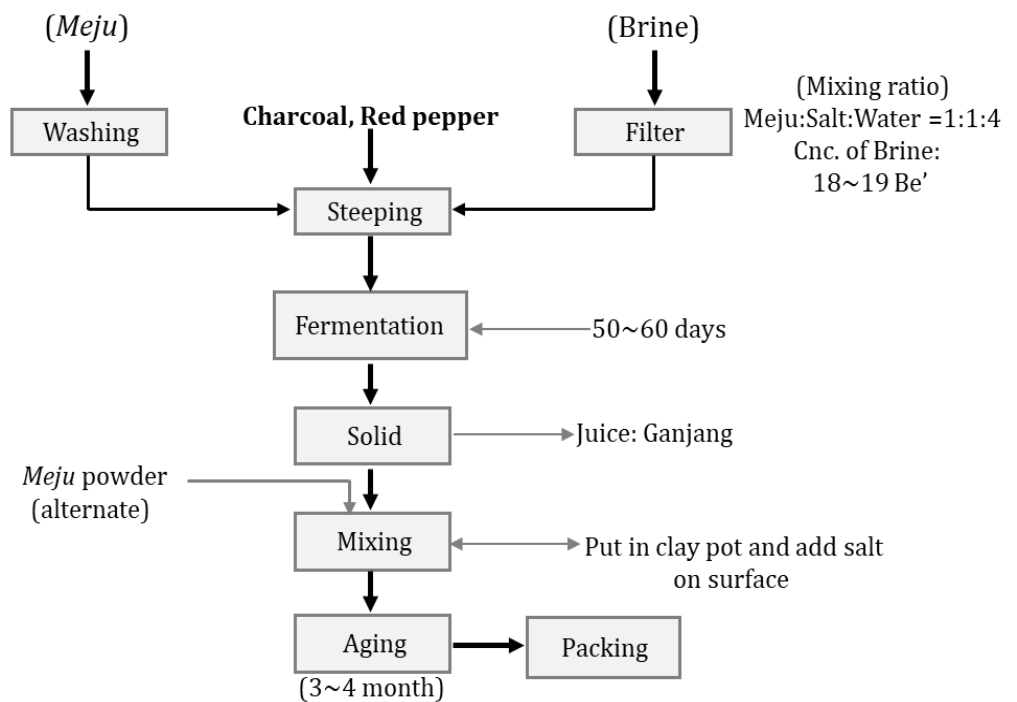 (Meju)
(Brine)
Washing
Charcoal, Red pepper
Filter
(Mixing ratio)
Meju:Salt:Water =1:1:4
Cnc. of Brine:
18~19 Be’
Steeping
Fermentation
50~60 days
Solid
Juice: Ganjang
Meju powder
(alternate)
Mixing
Put in clay pot and add salt
on surface
Aging
(3~4 month)
Packing